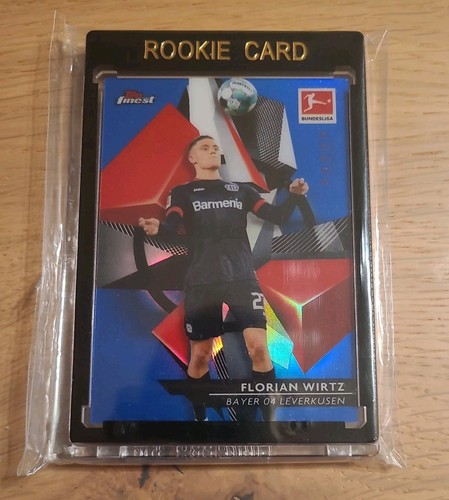 ROOKIE CARD
finest
BUNDESLIGA
Barmenia
FLORIAN WIRTZ
BAYER 04 LEVERKUSEN